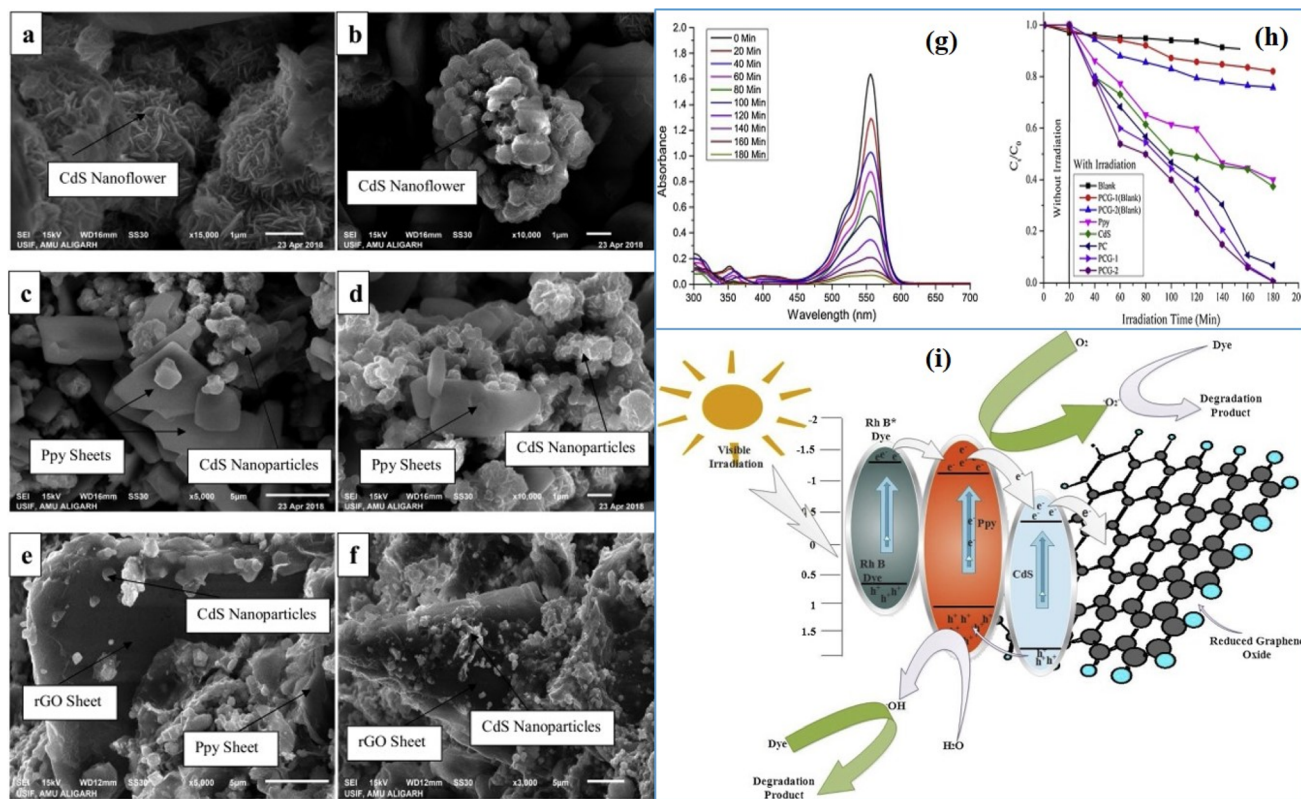 a
CdS Nanoflower
SEI 15kV WD16mm SS30 x15,000 1μm
USIF, AMU ALIGARH 23 Apr 2018
b
CdS Nanoflower
SEI 15kV WD16mm SS30 x10,000 1μm
USIF, AMU ALIGARH 23 Apr 2018
c
Ppy Sheets
CdS Nanoparticles
SEI 15kV WD16mm SS30 x5,000 5μm
USIF, AMU ALIGARH 23 Apr 2018
d
Ppy Sheets
CdS Nanoparticles
SEI 15kV WD16mm SS30 x10,000 1μm
USIF, AMU ALIGARH 23 Apr 2018
e
CdS Nanoparticles
rGO Sheet
Ppy Sheet
SEI 15kV WD12mm SS30 x5,000 5μm
USIF, AMU ALIGARH
f
CdS Nanoparticles
rGO Sheet
SEI 15kV WD12mm SS30 x3,000 5μm
USIF, AMU ALIGARH
(g)
Absorbance
2.0
1.8
1.6
1.4
1.2
1.0
0.8
0.6
0.4
0.2
0.0
0 Min
20 Min
40 Min
60 Min
80 Min
100 Min
120 Min
140 Min
160 Min
180 Min
300 350 400 450 500 550 600 700
Wavelength (nm)
(h)
Ct/C0
1.0
0.8
0.6
0.4
0.2
0.0
Without Irradiation
With Irradiation
Blank
PCG-1(Blank)
PCG-2(Blank)
Ppy
CdS
PC
PCG-1
PCG-2
0 20 40 60 80 100 120 140 160 180
Irradiation Time (Min)
(i)
Visible
Irradiation
-2
-1.5
-1
0
0.5
1
1.5
Rh B*
Dye
e- e- e-
Rh B
Dye
h+ h+ h+
Ppy
CdS
O2
·O2-
Dye
Degradation
Product
Reduced Graphene
Oxide
OH
H2O
Dye
Degradation
Product